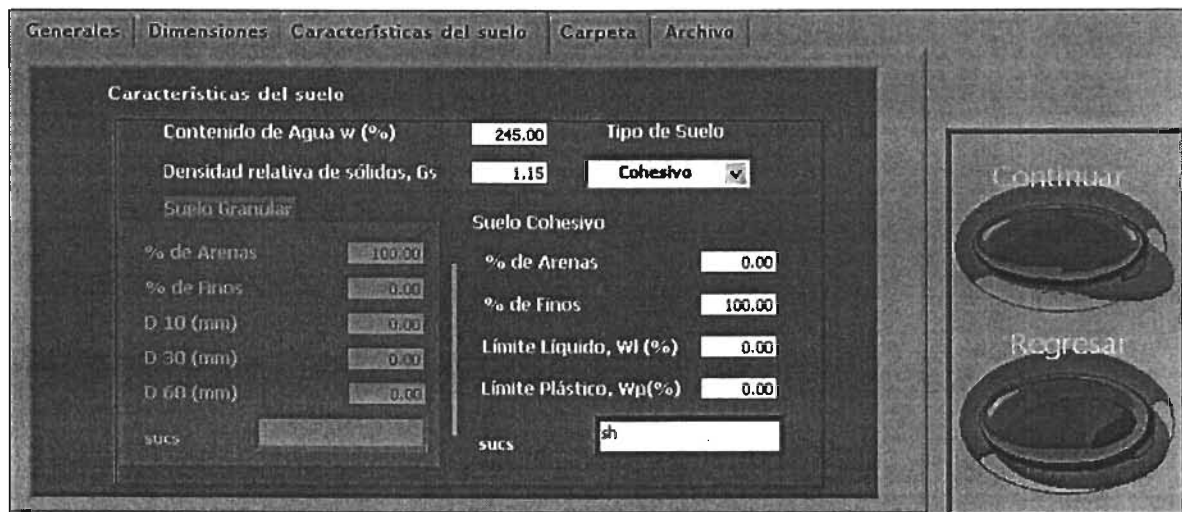 Generales Dimensiones Características del suelo Carpeta Archivo
Características del suelo
Contenido de Agua w (%) 245.00 Tipo de Suelo
Densidad relativa de sólidos, Gs 1.15 Cohesivo
Suelo Granular
% de Arenas 100.00
% de Finos 0.00
D 10 (mm) 0.00
D 30 (mm) 0.00
D 60 (mm) 0.00
sucs
Suelo Cohesivo
% de Arenas 0.00
% de Finos 100.00
Límite Líquido, Wl (%) 0.00
Límite Plástico, Wp(%) 0.00
sucs sh
Continuar
Regresar